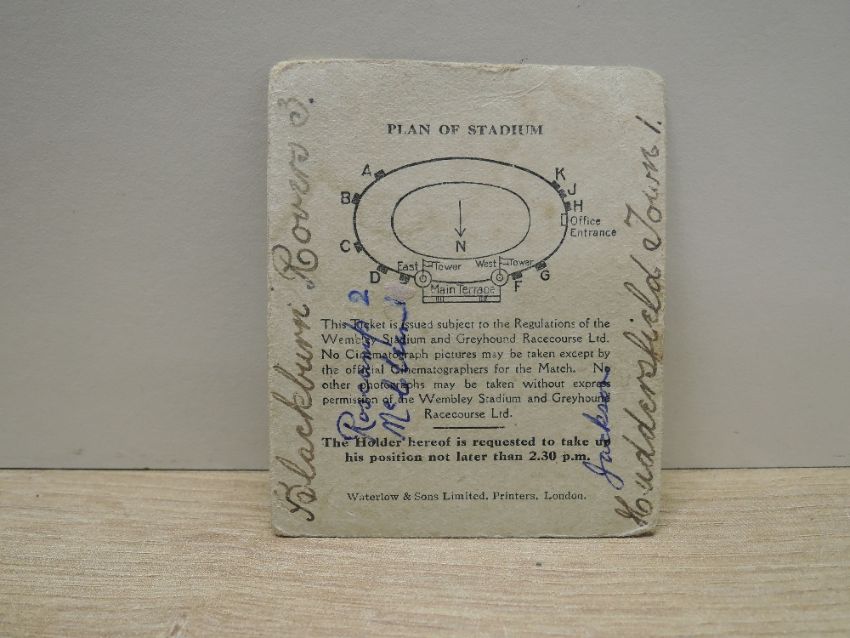 PLAN OF STADIUM
A
B
C
D
K
J
H
Office
Entrance
N
East Tower
West Tower
F
G
Main Terrace
This Ticket is issued subject to the Regulations of the
Wembley Stadium and Greyhound Racecourse Ltd.
No Cinematograph pictures may be taken except by
the official Cinematographers for the Match. No
other photographs may be taken without express
permission of the Wembley Stadium and Greyhound
Racecourse Ltd.
The Holder hereof is requested to take up
his position not later than 2.30 p.m.
Waterlow & Sons Limited, Printers, London.
Blackburn Rovers 3.
Roscamp 2
Huddersfield Town 1.
Jackson